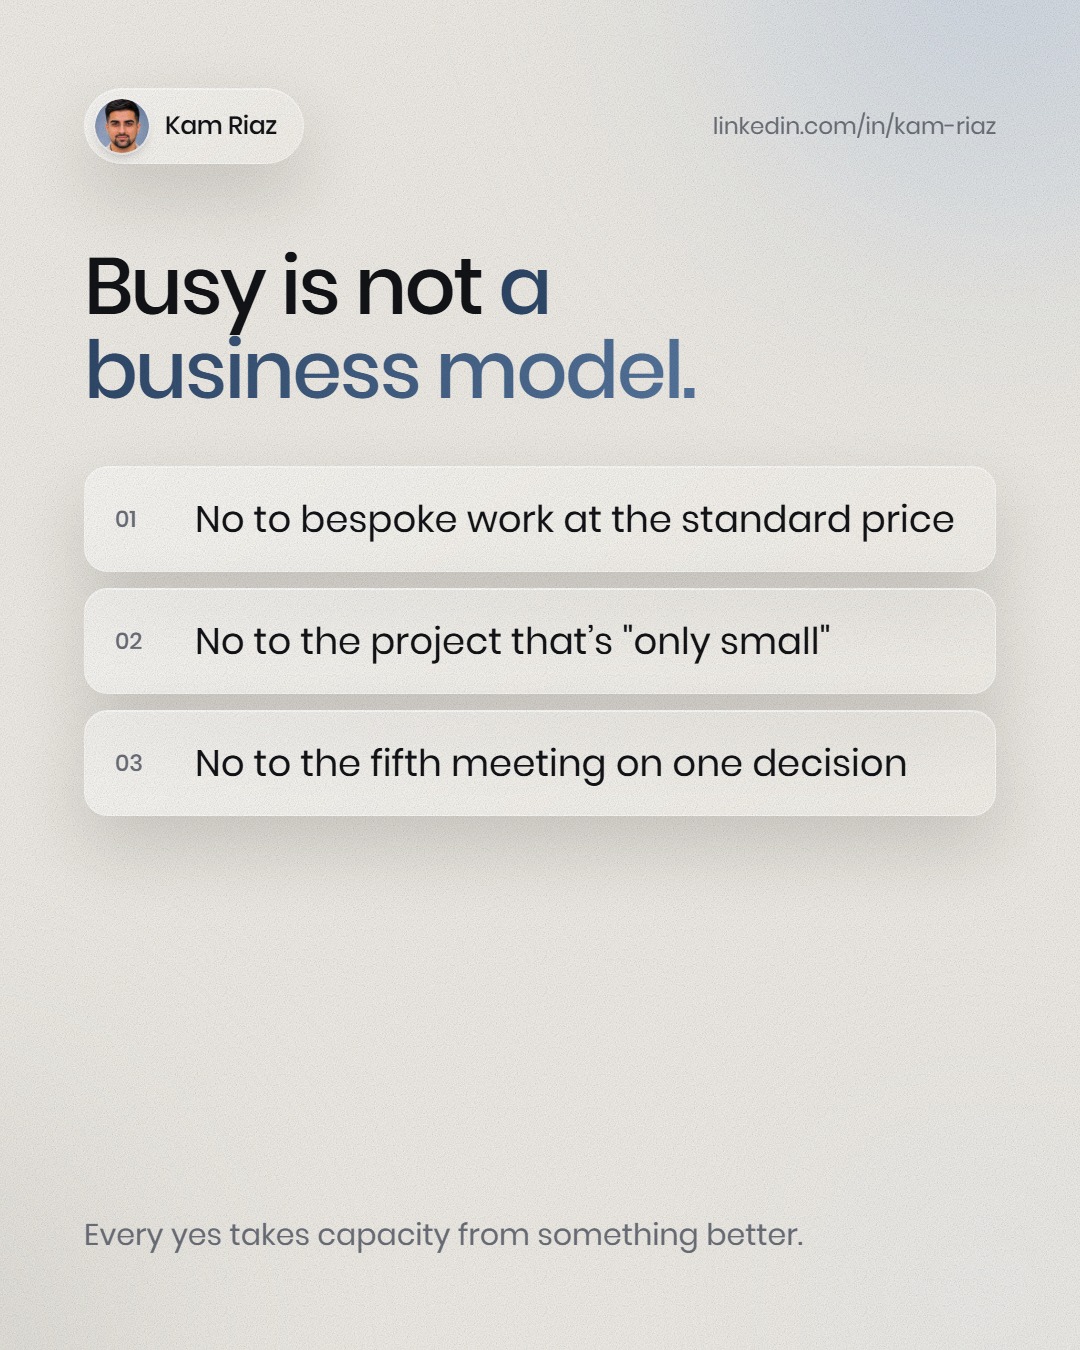 Kam Riaz
linkedin.com/in/kam-riaz
Busy is not a
business model.
01 No to bespoke work at the standard price
02 No to the project that’s "only small"
03 No to the fifth meeting on one decision
Every yes takes capacity from something better.